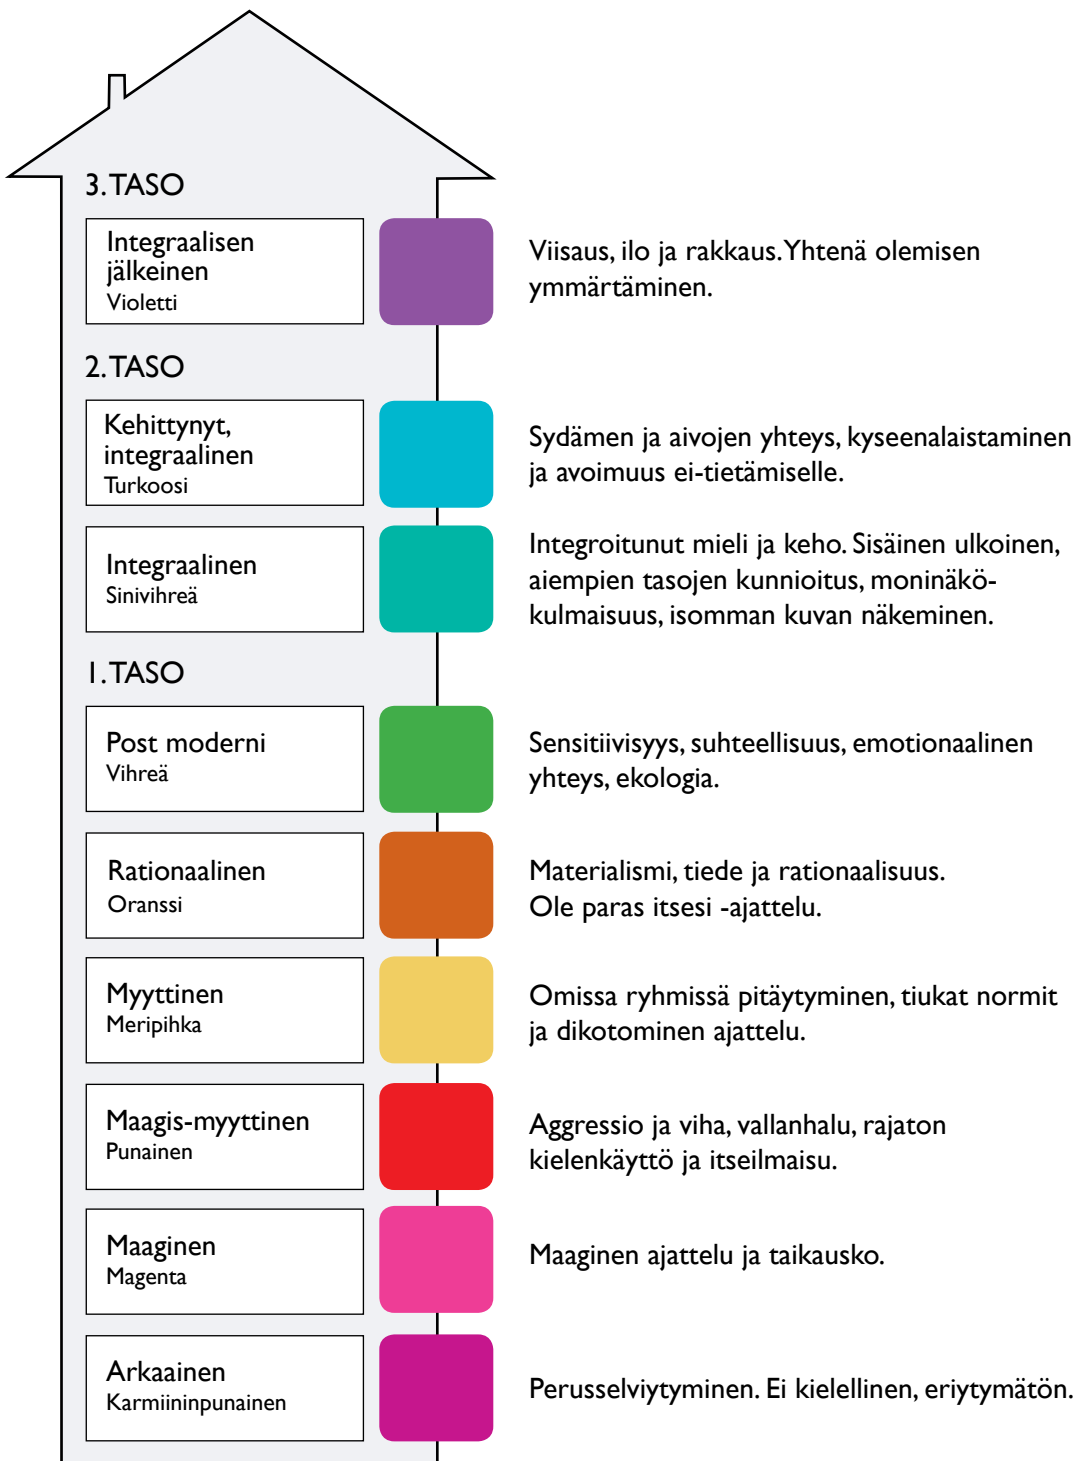 3. TASO
Integraalisen
jälkeinen
Violetti
Viisaus, ilo ja rakkaus. Yhtenä olemisen
ymmärtäminen.
2. TASO
Kehittynyt,
integraalinen
Turkoosi
Sydämen ja aivojen yhteys, kyseenalaistaminen
ja avoimuus ei-tietämiselle.
Integraalinen
Sinivihreä
Integroitunut mieli ja keho. Sisäinen ulkoinen,
aiempien tasojen kunnioitus, moninäkö-
kulmaisuus, isomman kuvan näkeminen.
1. TASO
Post moderni
Vihreä
Sensitiivisyys, suhteellisuus, emotionaalinen
yhteys, ekologia.
Rationaalinen
Oranssi
Materialismi, tiede ja rationaalisuus.
Ole paras itsesi -ajattelu.
Myyttinen
Meripihka
Omissa ryhmissä pitäytyminen, tiukat normit
ja dikotominen ajattelu.
Maagis-myyttinen
Punainen
Aggressio ja viha, vallanhalu, rajaton
kielenkäyttö ja itseilmaisu.
Maaginen
Magenta
Maaginen ajattelu ja taikausko.
Arkaainen
Karmiininpunainen
Perusselviytyminen. Ei kielellinen, eriytymätön.